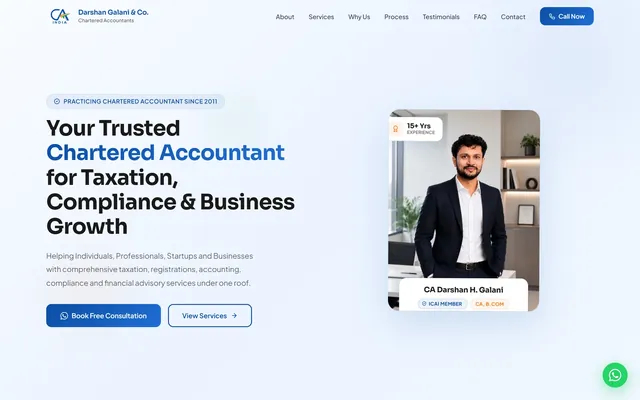 CA
INDIA
Darshan Galani & Co.
Chartered Accountants
About Services Why Us Process Testimonials FAQ Contact Call Now
PRACTICING CHARTERED ACCOUNTANT SINCE 2011
Your Trusted
Chartered Accountant
for Taxation,
Compliance & Business
Growth
Helping Individuals, Professionals, Startups and Businesses
with comprehensive taxation, registrations, accounting,
compliance and financial advisory services under one roof.
Book Free Consultation View Services →
15+ Yrs
EXPERIENCE
CA Darshan H. Galani
ICAI MEMBER CA, B.COM